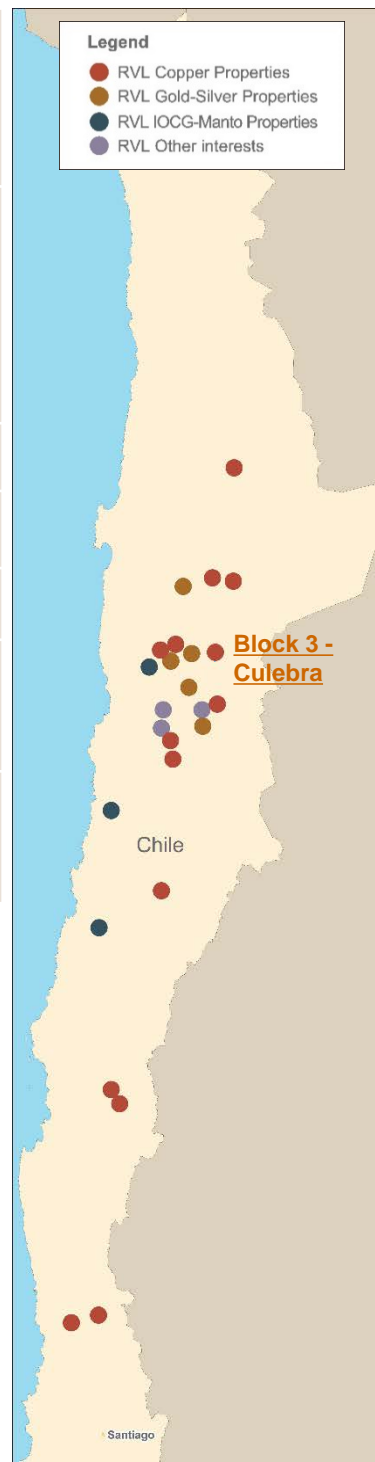 Legend
RVL Copper Properties
RVL Gold-Silver Properties
RVL IOCG-Manto Properties
RVL Other interests
Block 3 -
Culebra
Chile
Santiago